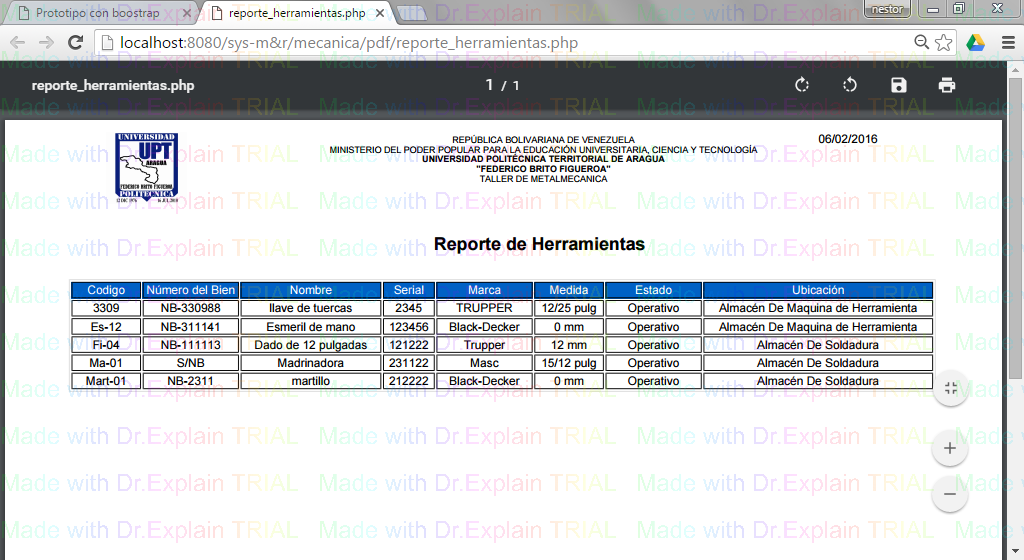 Prototipo con boostrap
reporte_herramientas.php
nestor
localhost:8080/sys-m&r/mecanica/pdf/reporte_herramientas.php
reporte_herramientas.php
1 / 1
UNIVERSIDAD
UPT
ARAGUA
FEDERICO BRITO FIGUEROA
POLITÉCNICA
REPÚBLICA BOLIVARIANA DE VENEZUELA
MINISTERIO DEL PODER POPULAR PARA LA EDUCACIÓN UNIVERSITARIA, CIENCIA Y TECNOLOGÍA
UNIVERSIDAD POLITÉCNICA TERRITORIAL DE ARAGUA
"FEDERICO BRITO FIGUEROA"
TALLER DE METALMECANICA
06/02/2016
Reporte de Herramientas
Codigo Número del Bien Nombre Serial Marca Medida Estado Ubicación
3309 NB-330988 llave de tuercas 2345 TRUPPER 12/25 pulg Operativo Almacén De Maquina de Herramienta
Es-12 NB-311141 Esmeril de mano 123456 Black-Decker 0 mm Operativo Almacén De Maquina de Herramienta
Fi-04 NB-111113 Dado de 12 pulgadas 121222 Trupper 12 mm Operativo Almacén De Soldadura
Ma-01 S/NB Madrinadora 231122 Masc 15/12 pulg Operativo Almacén De Soldadura
Mart-01 NB-2311 martillo 212222 Black-Decker 0 mm Operativo Almacén De Soldadura
Made with Dr.Explain TRIAL